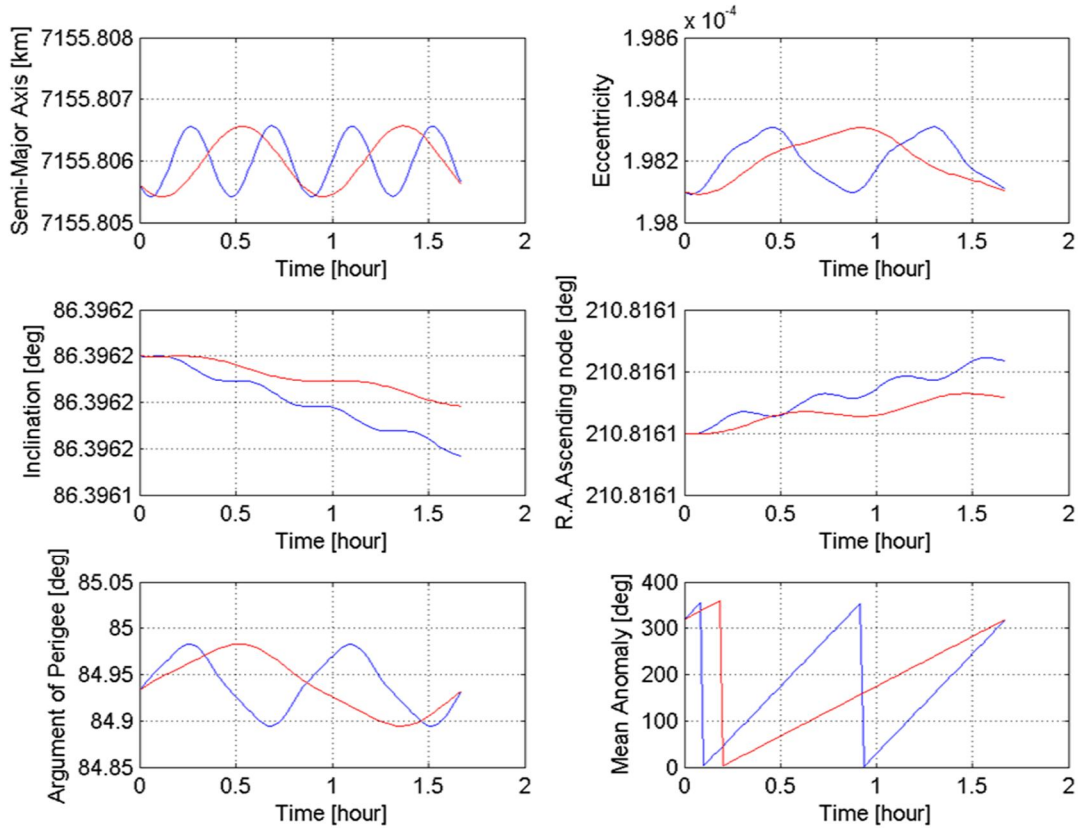 Semi-Major Axis [km]
7155.808
7155.807
7155.806
7155.805
0 0.5 1 1.5 2
Time [hour]
x 10^-4
Eccentricity
1.986
1.984
1.982
1.98
0 0.5 1 1.5 2
Time [hour]
Inclination [deg]
86.3962
86.3962
86.3962
86.3962
86.3961
0 0.5 1 1.5 2
Time [hour]
R.A.Ascending node [deg]
210.8161
210.8161
210.8161
210.8161
0 0.5 1 1.5 2
Time [hour]
Argument of Perigee [deg]
85.05
85
84.95
84.9
84.85
0 0.5 1 1.5 2
Time [hour]
Mean Anomaly [deg]
400
300
200
100
0
0 0.5 1 1.5 2
Time [hour]